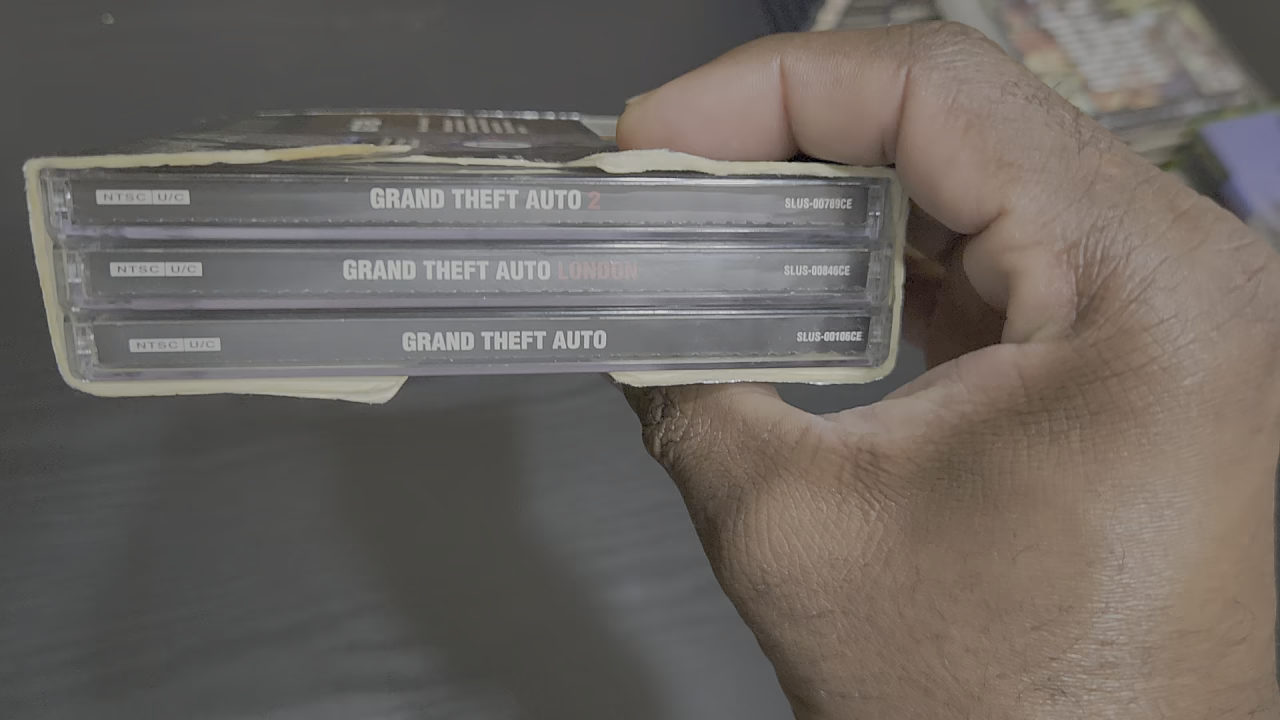 NTSC U/C GRAND THEFT AUTO 2 SLUS-00789CE
NTSC U/C GRAND THEFT AUTO LONDON SLUS-00846CE
NTSC U/C GRAND THEFT AUTO SLUS-00106CE